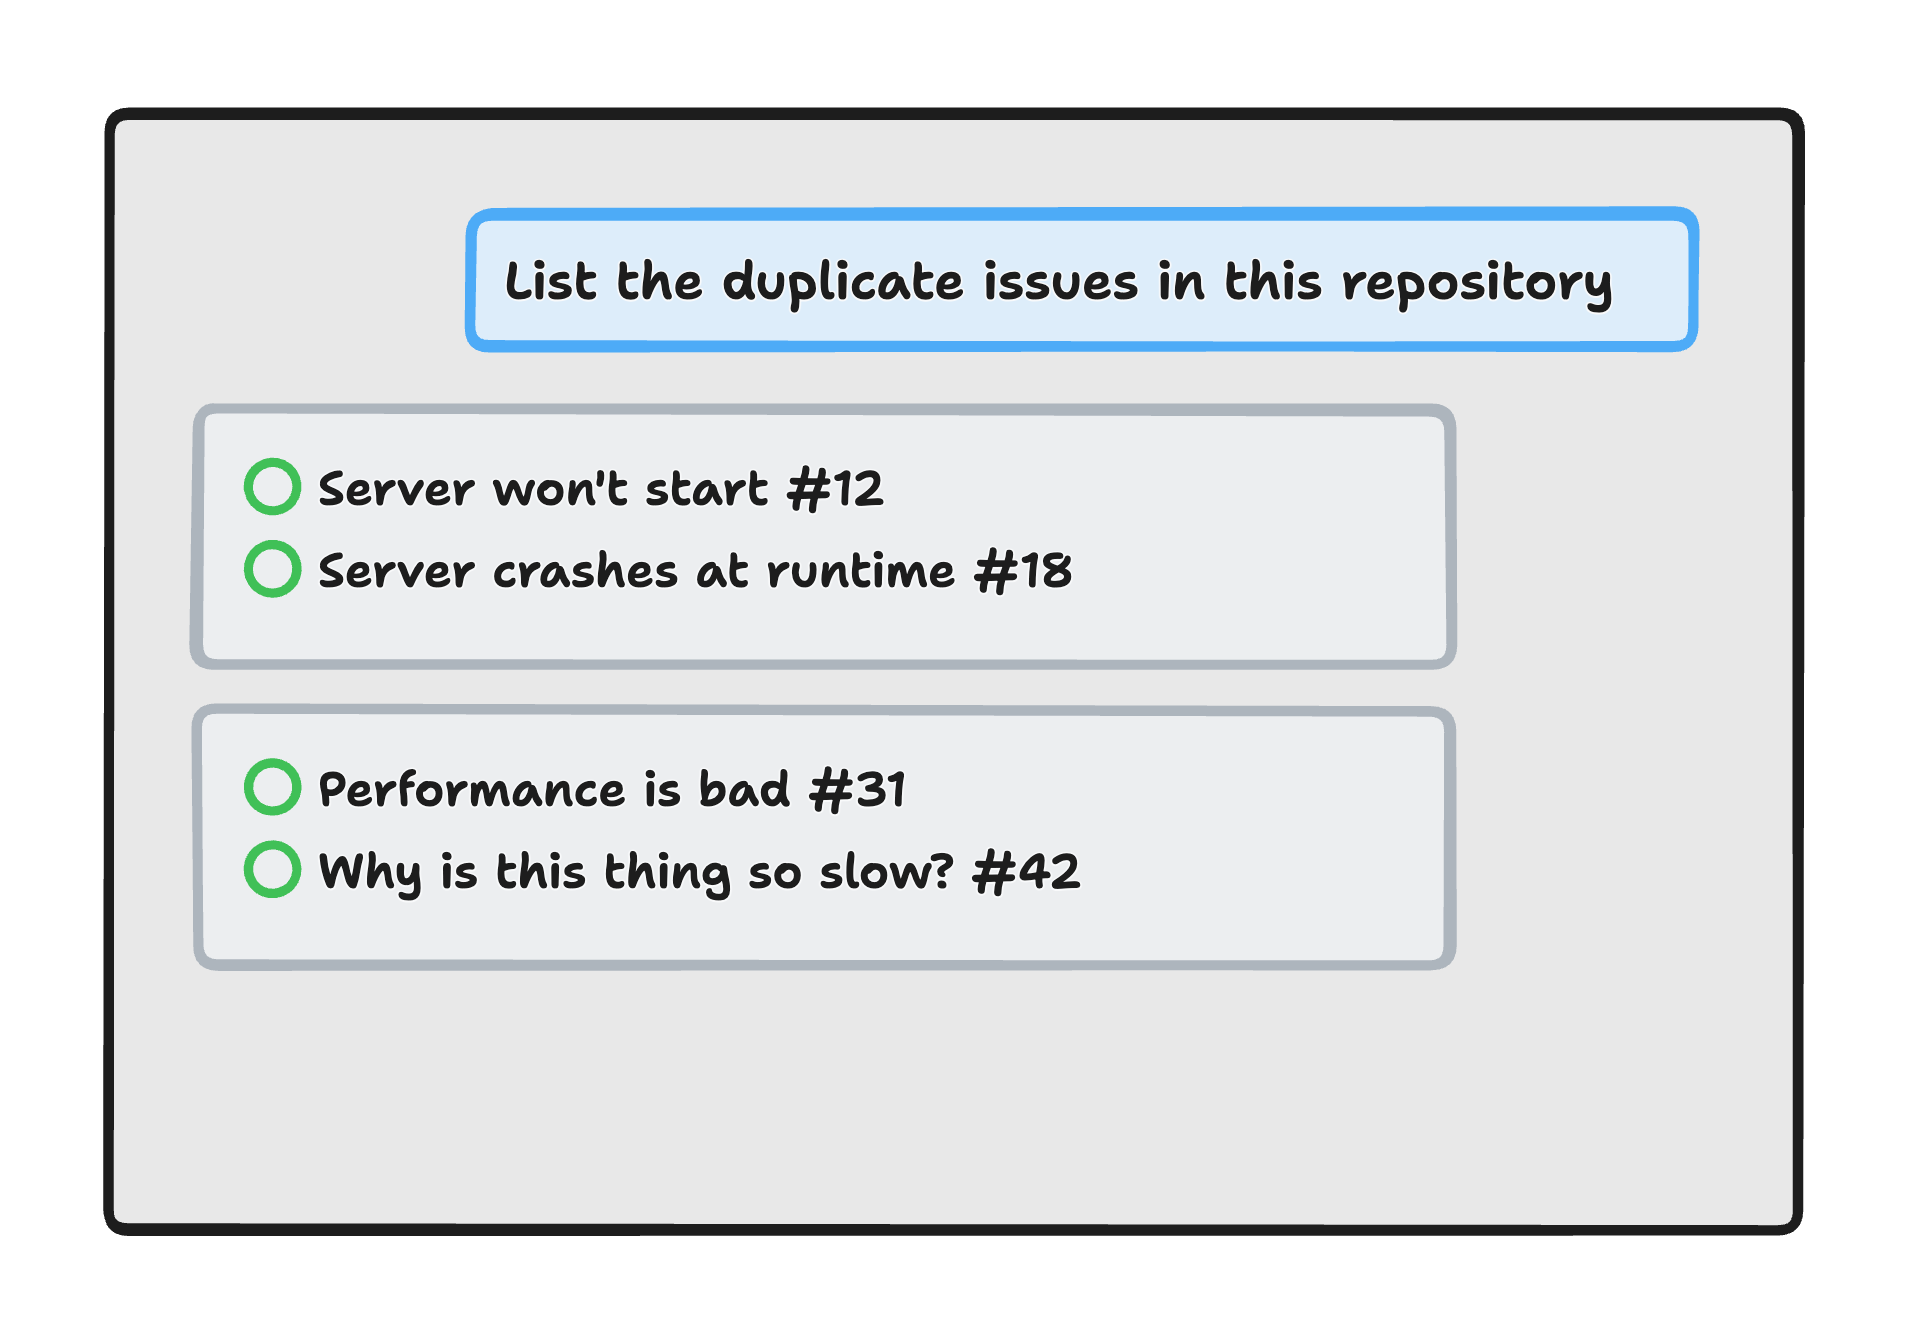 List the duplicate issues in this repository
Server won't start #12
Server crashes at runtime #18
Performance is bad #31
Why is this thing so slow? #42